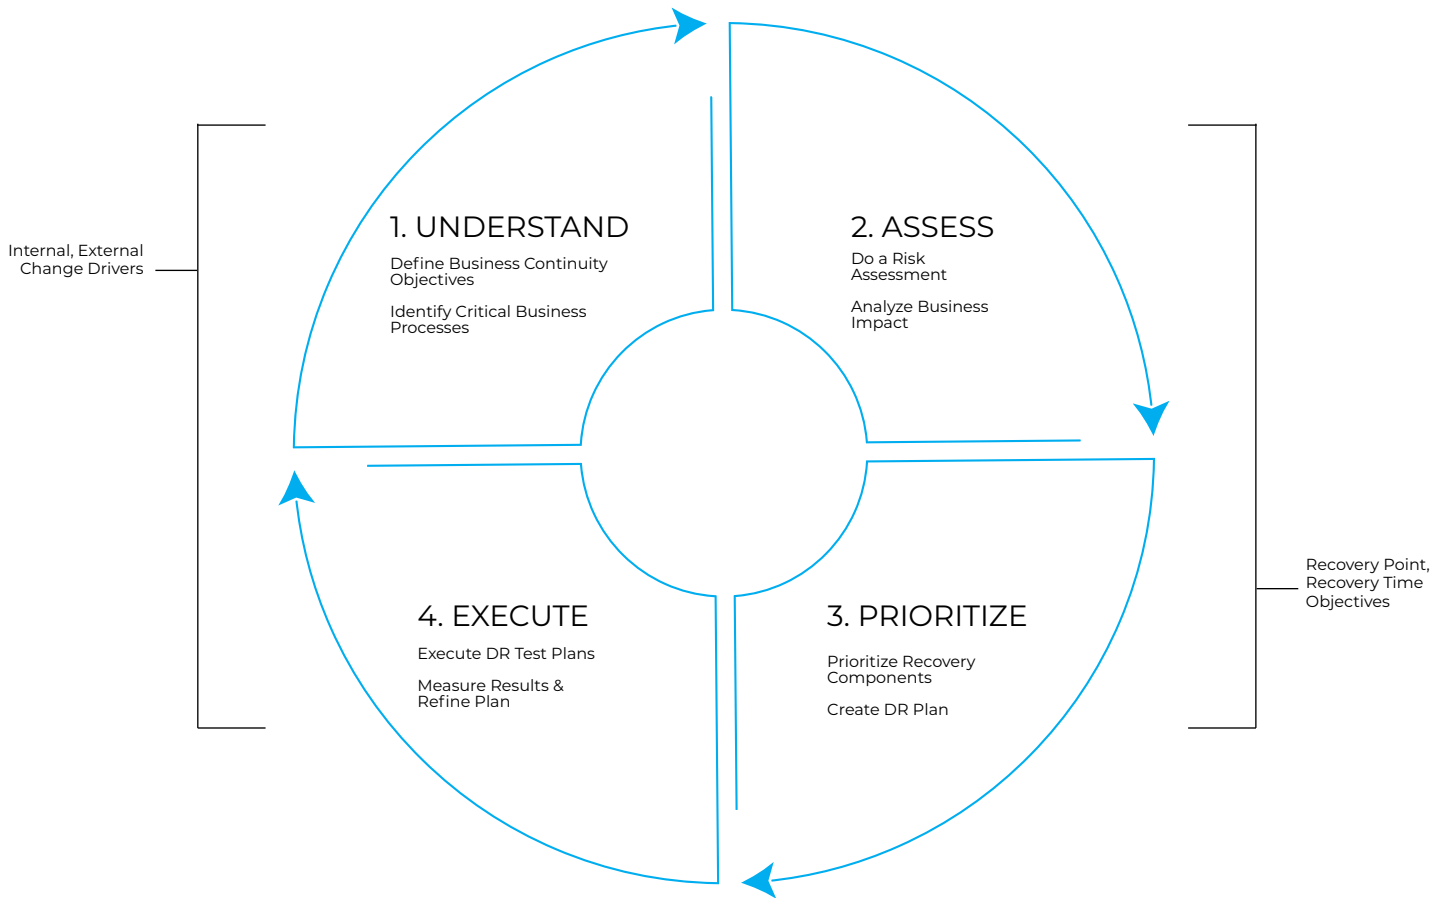 Internal, External
Change Drivers
1. UNDERSTAND
Define Business Continuity
Objectives
Identify Critical Business
Processes
2. ASSESS
Do a Risk
Assessment
Analyze Business
Impact
3. PRIORITIZE
Prioritize Recovery
Components
Create DR Plan
4. EXECUTE
Execute DR Test Plans
Measure Results &
Refine Plan
Recovery Point,
Recovery Time
Objectives